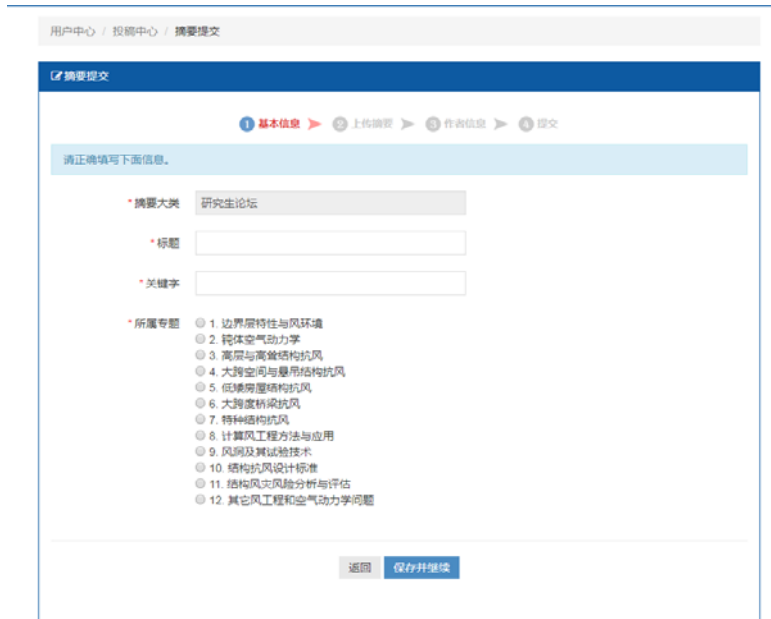 用户中心 / 投稿中心 / 摘要提交
摘要提交
1 基本信息 2 上传摘要 3 作者信息 4 提交
请正确填写下面信息。
*摘要大类 研究生论坛
*标题
*关键字
*所属专题
1. 边界层特性与风环境
2. 钝体空气动力学
3. 高层与高耸结构抗风
4. 大跨空间与悬吊结构抗风
5. 低矮房屋结构抗风
6. 大跨度桥梁抗风
7. 特种结构抗风
8. 计算风工程方法与应用
9. 风洞及其试验技术
10. 结构抗风设计标准
11. 结构风灾风险分析与评估
12. 其它风工程和空气动力学问题
返回 保存并继续